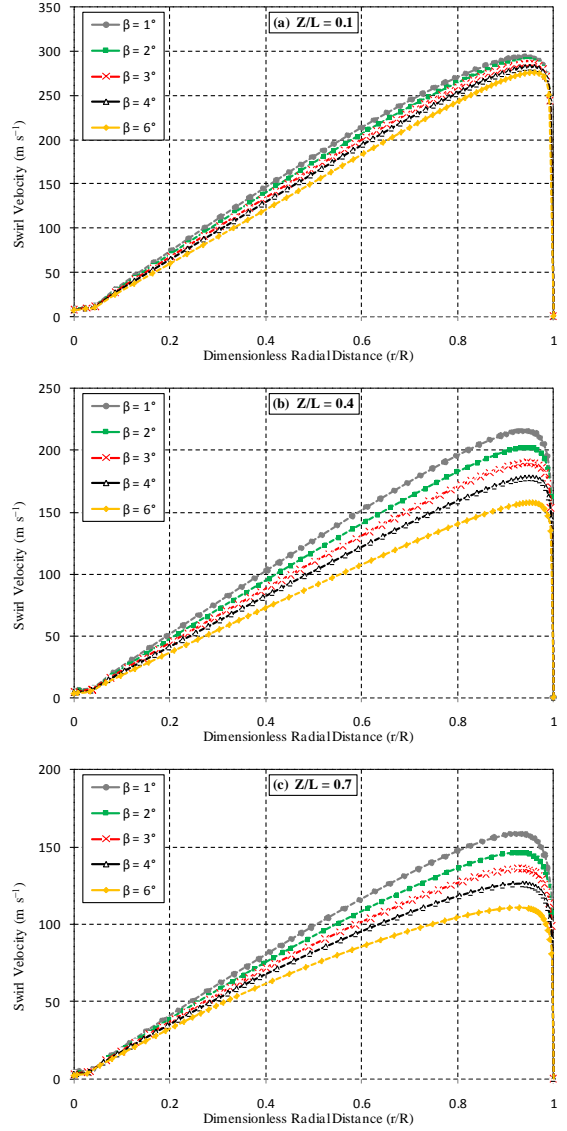 350
300
250
200
150
100
50
0
Swirl Velocity (m s⁻¹)
β = 1°
β = 2°
β = 3°
β = 4°
β = 6°
(a) Z/L = 0.1
0 0.2 0.4 0.6 0.8 1
Dimensionless Radial Distance (r/R)
250
200
150
100
50
0
Swirl Velocity (m s⁻¹)
β = 1°
β = 2°
β = 3°
β = 4°
β = 6°
(b) Z/L = 0.4
0 0.2 0.4 0.6 0.8 1
Dimensionless Radial Distance (r/R)
200
150
100
50
0
Swirl Velocity (m s⁻¹)
β = 1°
β = 2°
β = 3°
β = 4°
β = 6°
(c) Z/L = 0.7
0 0.2 0.4 0.6 0.8 1
Dimensionless Radial Distance (r/R)